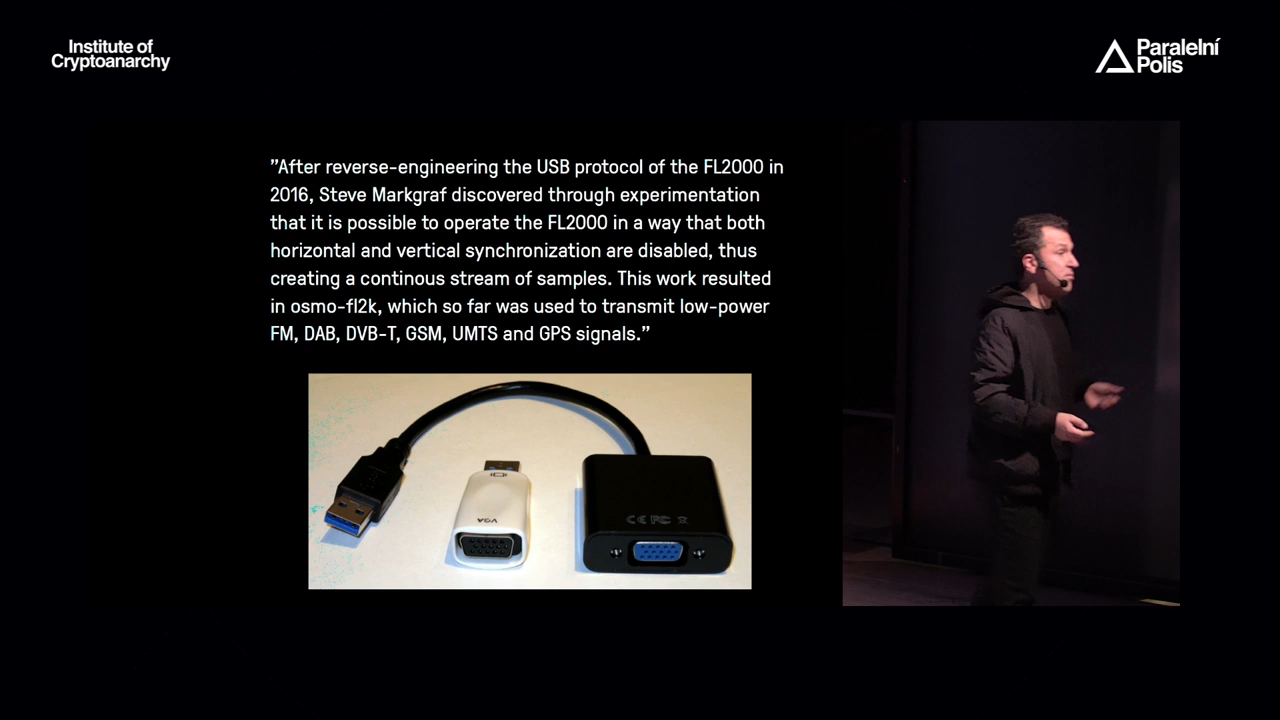 Institute of
Cryptoanarchy
Paralelní
Polis
”After reverse-engineering the USB protocol of the FL2000 in
2016, Steve Markgraf discovered through experimentation
that it is possible to operate the FL2000 in a way that both
horizontal and vertical synchronization are disabled, thus
creating a continous stream of samples. This work resulted
in osmo-fl2k, which so far was used to transmit low-power
FM, DAB, DVB-T, GSM, UMTS and GPS signals.”
VGA
CE FC